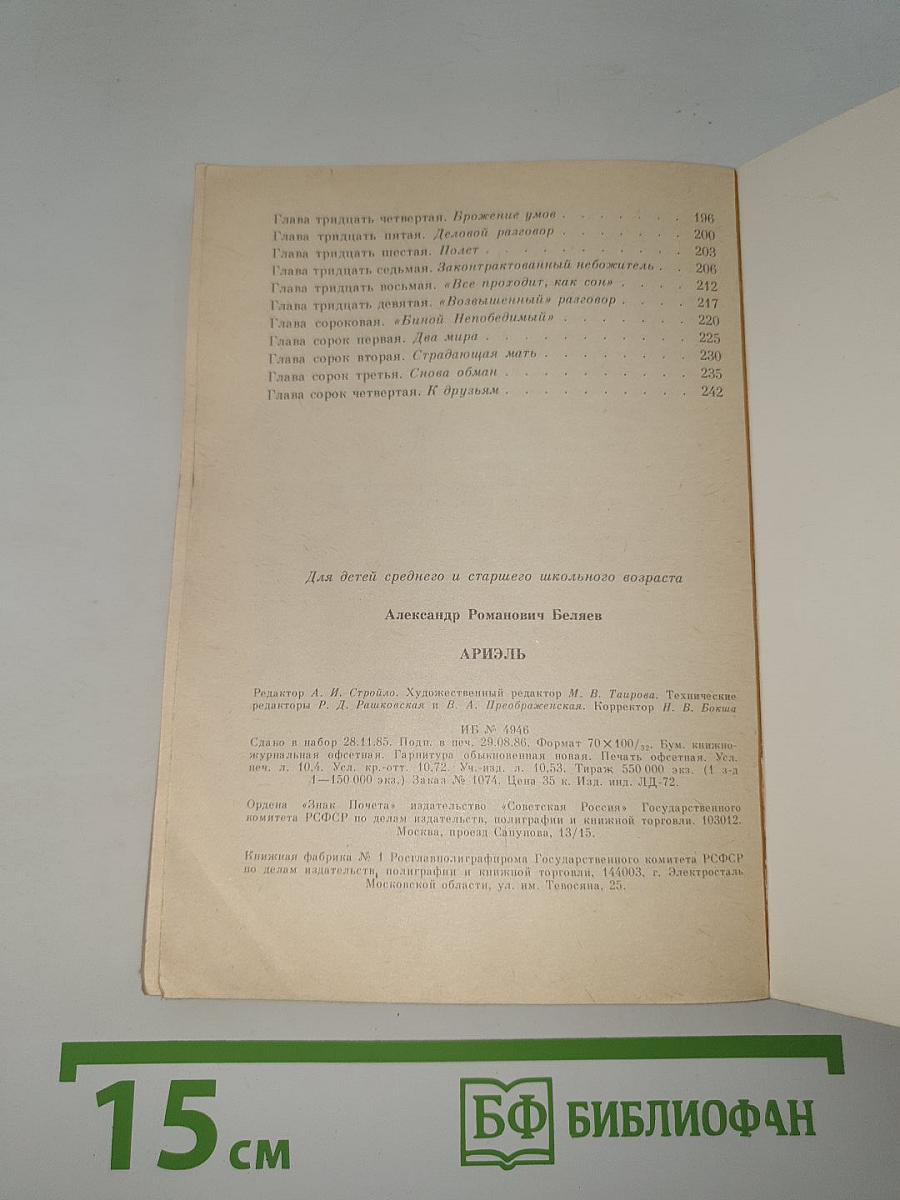 Глава тридцать четвертая. Брожение умов . . . . . . . 196
Глава тридцать пятая. Деловой разговор . . . . . . . 200
Глава тридцать шестая. Полет . . . . . . . . . . . 203
Глава тридцать седьмая. Законтрактованный небожитель . . 206
Глава тридцать восьмая. «Все проходит, как сон» . . . . 212
Глава тридцать девятая. «Возвышенный» разговор . . . . 217
Глава сороковая. «Биной Непобедимый» . . . . . . . 220
Глава сорок первая. Два мира . . . . . . . . . . . 225
Глава сорок вторая. Страдающая мать . . . . . . . . 230
Глава сорок третья. Снова обман . . . . . . . . . . 235
Глава сорок четвертая. К друзьям . . . . . . . . . . 242
Для детей среднего и старшего школьного возраста
Александр Романович Беляев
АРИЭЛЬ
Редактор А. И. Стройло. Художественный редактор М. В. Таирова. Технические
редакторы Р. Д. Рашковская и В. А. Преображенская. Корректор Н. В. Бокша
ИБ № 4946
Сдано в набор 28.11.85. Подп. в печ. 29.08.86. Формат 70×100/32. Бум. книжно-
журнальная офсетная. Гарнитура обыкновенная новая. Печать офсетная. Усл.
печ. л. 10,4. Усл. кр.-отт. 10,72. Уч.-изд. л. 10,53. Тираж 550 000 экз. (1 з-д
1—150 000 экз.) Заказ № 1074. Цена 35 к. Изд. инд. ЛД-72.
Ордена «Знак Почета» издательство «Советская Россия» Государственного
комитета РСФСР по делам издательств, полиграфии и книжной торговли. 103012.
Москва, проезд Сапунова, 13/15.
Книжная фабрика № 1 Росглавполиграфпрома Государственного комитета РСФСР
по делам издательств, полиграфии и книжной торговли, 144003, г. Электросталь
Московской области, ул. им. Тевосяна, 25.
15 см
БФ БИБЛИОФАН